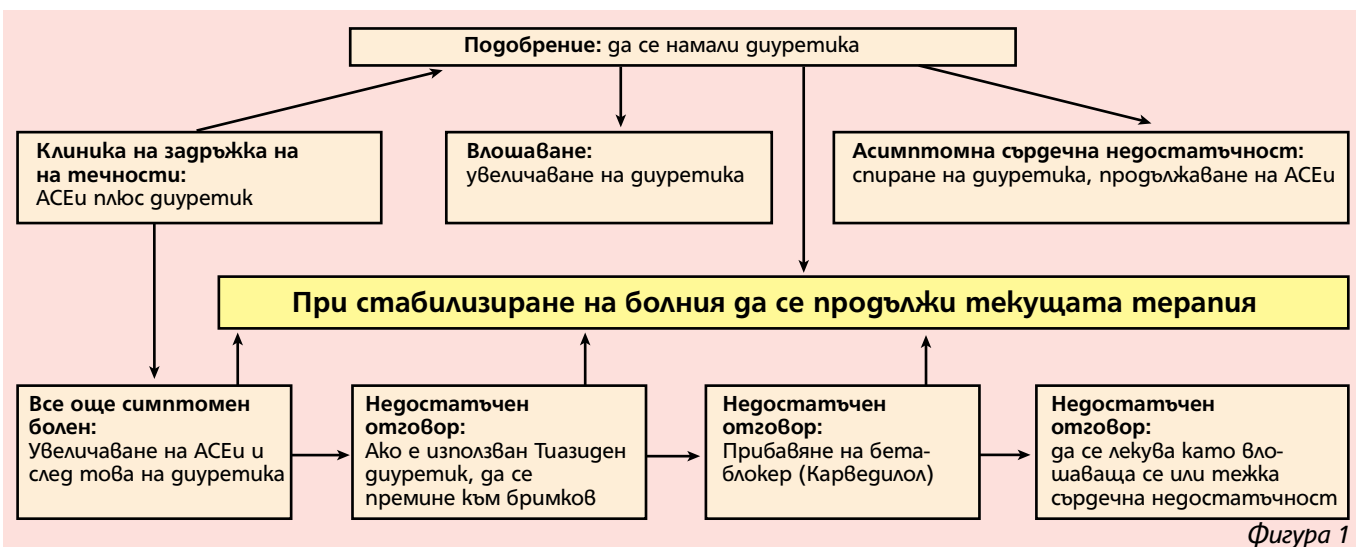 Подобрение: да се намали диуретика
Клиника на задръжка на
на течности:
АСЕи плюс диуретик
Влошаване:
увеличаване на диуретика
Асимптомна сърдечна недостатъчност:
спиране на диуретика, продължаване на АСЕи
При стабилизиране на болния да се продължи текущата терапия
Все още симптомен
болен:
Увеличаване на АСЕи и
след това на диуретика
Недостатъчен
отговор:
Ако е използван Тиазиден
диуретик, да се
премине към бримков
Недостатъчен
отговор:
Прибавяне на бета-
блокер (Карведилол)
Недостатъчен
отговор:
да се лекува като вло-
шаваща се или тежка
сърдечна недостатъчност
Фигура 1